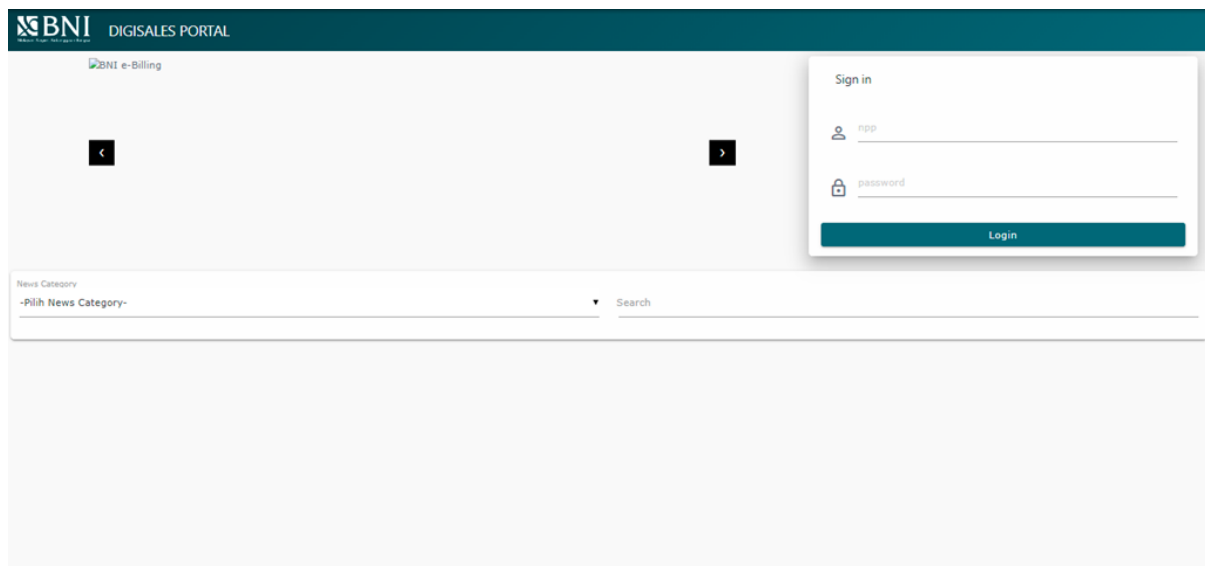 BNI
DIGISALES PORTAL
BNI e-Billing
Sign in
npp
password
Login
News Category
-Pilih News Category-
Search